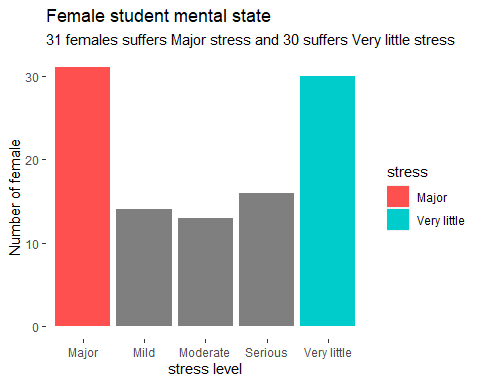 Female student mental state
31 females suffers Major stress and 30 suffers Very little stress
Number of female
30
20
10
0
Major Mild Moderate Serious Very little
stress level
stress
Major
Very little